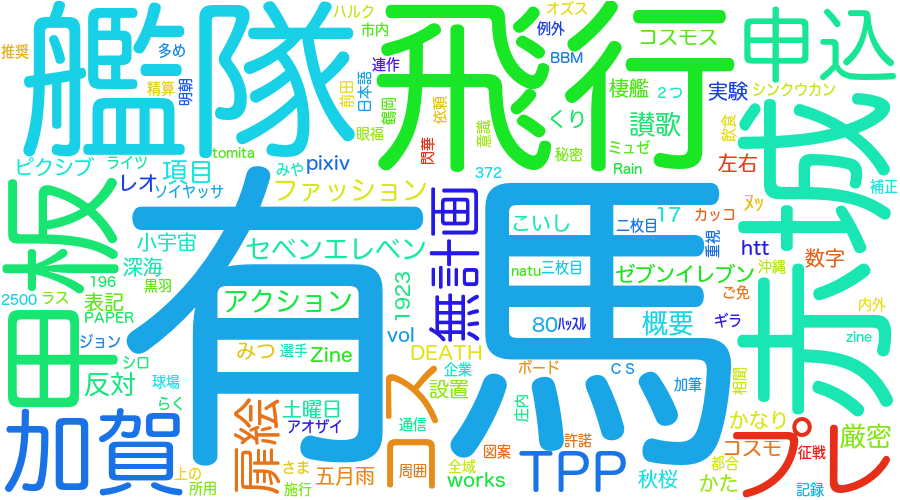 艦隊
飛行
ハルク
オズス
市内
例外
コスモス
申込
推奨
多め
連作
BBM
精算
明朝
前田
日本語
鶴岡
依頼
棲艦
2つ
実験
シンクウカン
くり
讃歌
飲食
眼福
閃華
意識
秘密
ミュゼ
Rain
左右
赤城
tomita
ピクシブ
ライツ
みや
pixiv
372
項目
レオ
ソイヤッサ
ファッション
補正
甲板
有馬
無計画
こいし
17
カッコ
ヌッ
二枚目
重視
小宇宙
セブンエレベン
htt
数字
深海
黒羽
natu
三枚目
ゼブンイレブン
沖縄
196
2500
ラス
表記
アクション
1923
ご免
内外
PAPER
ジョン
vol
80
ハッスル
概要
ギラ
zine
シロ
みつ
選手
Zine
DEATH
反対
球場
企業
ボード
CS
加筆
相聞
設置
らく
土曜日
コス
庄内
かなり
プレ
厳密
加賀
扉絵
アオザイ
通信
図案
許諾
コスモ
征戦
上の
さま
五月雨
周囲
全域
works
TPP
秋桜
都合
かた
所用
施行
記録